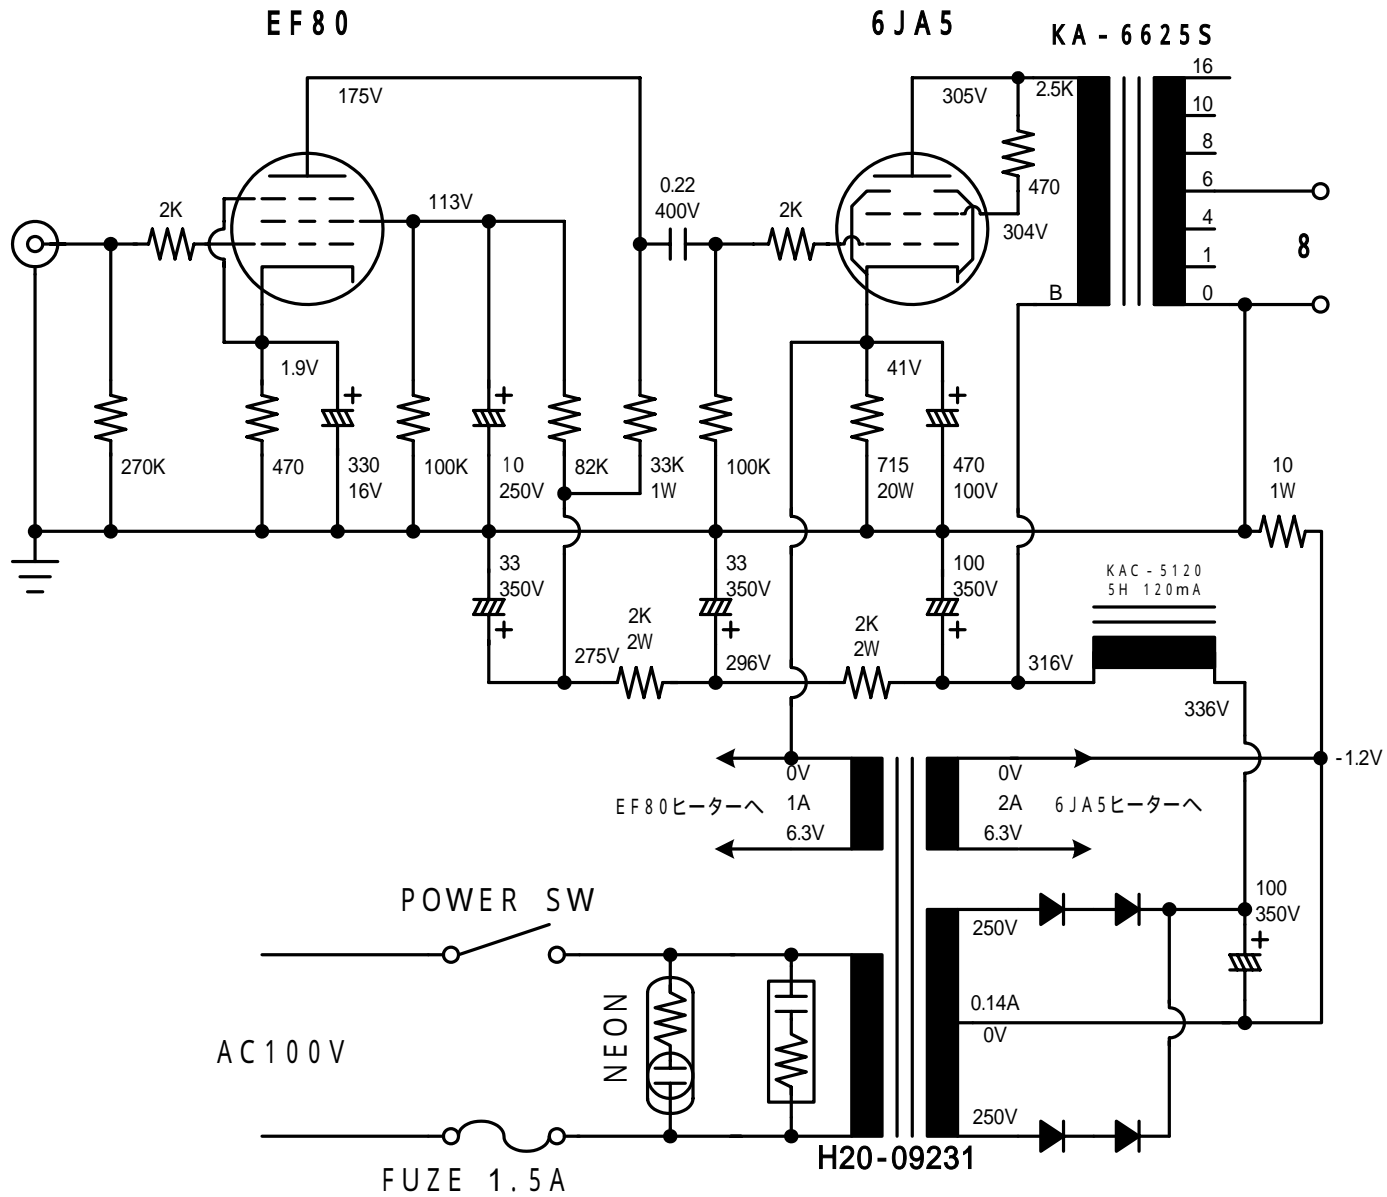 EF80
6JA5
KA-6625S
175V
305V
2.5K
16
10
8
6
4
1
0
470
304V
2K
113V
0.22
400V
2K
B
8
1.9V
41V
+
+
+
270K
470
330
16V
100K
10
250V
82K
33K
1W
100K
715
20W
470
100V
10
1W
33
350V
33
350V
100
350V
KAC-5120
5H 120mA
+
+
+
2K
2W
2K
2W
275V
296V
316V
336V
-1.2V
0V
1A
6.3V
EF80ヒーターへ
0V
2A
6.3V
6JA5ヒーターへ
POWER SW
250V
100
350V
+
NEON
AC100V
0.14A
0V
250V
H20-09231
FUZE 1.5A